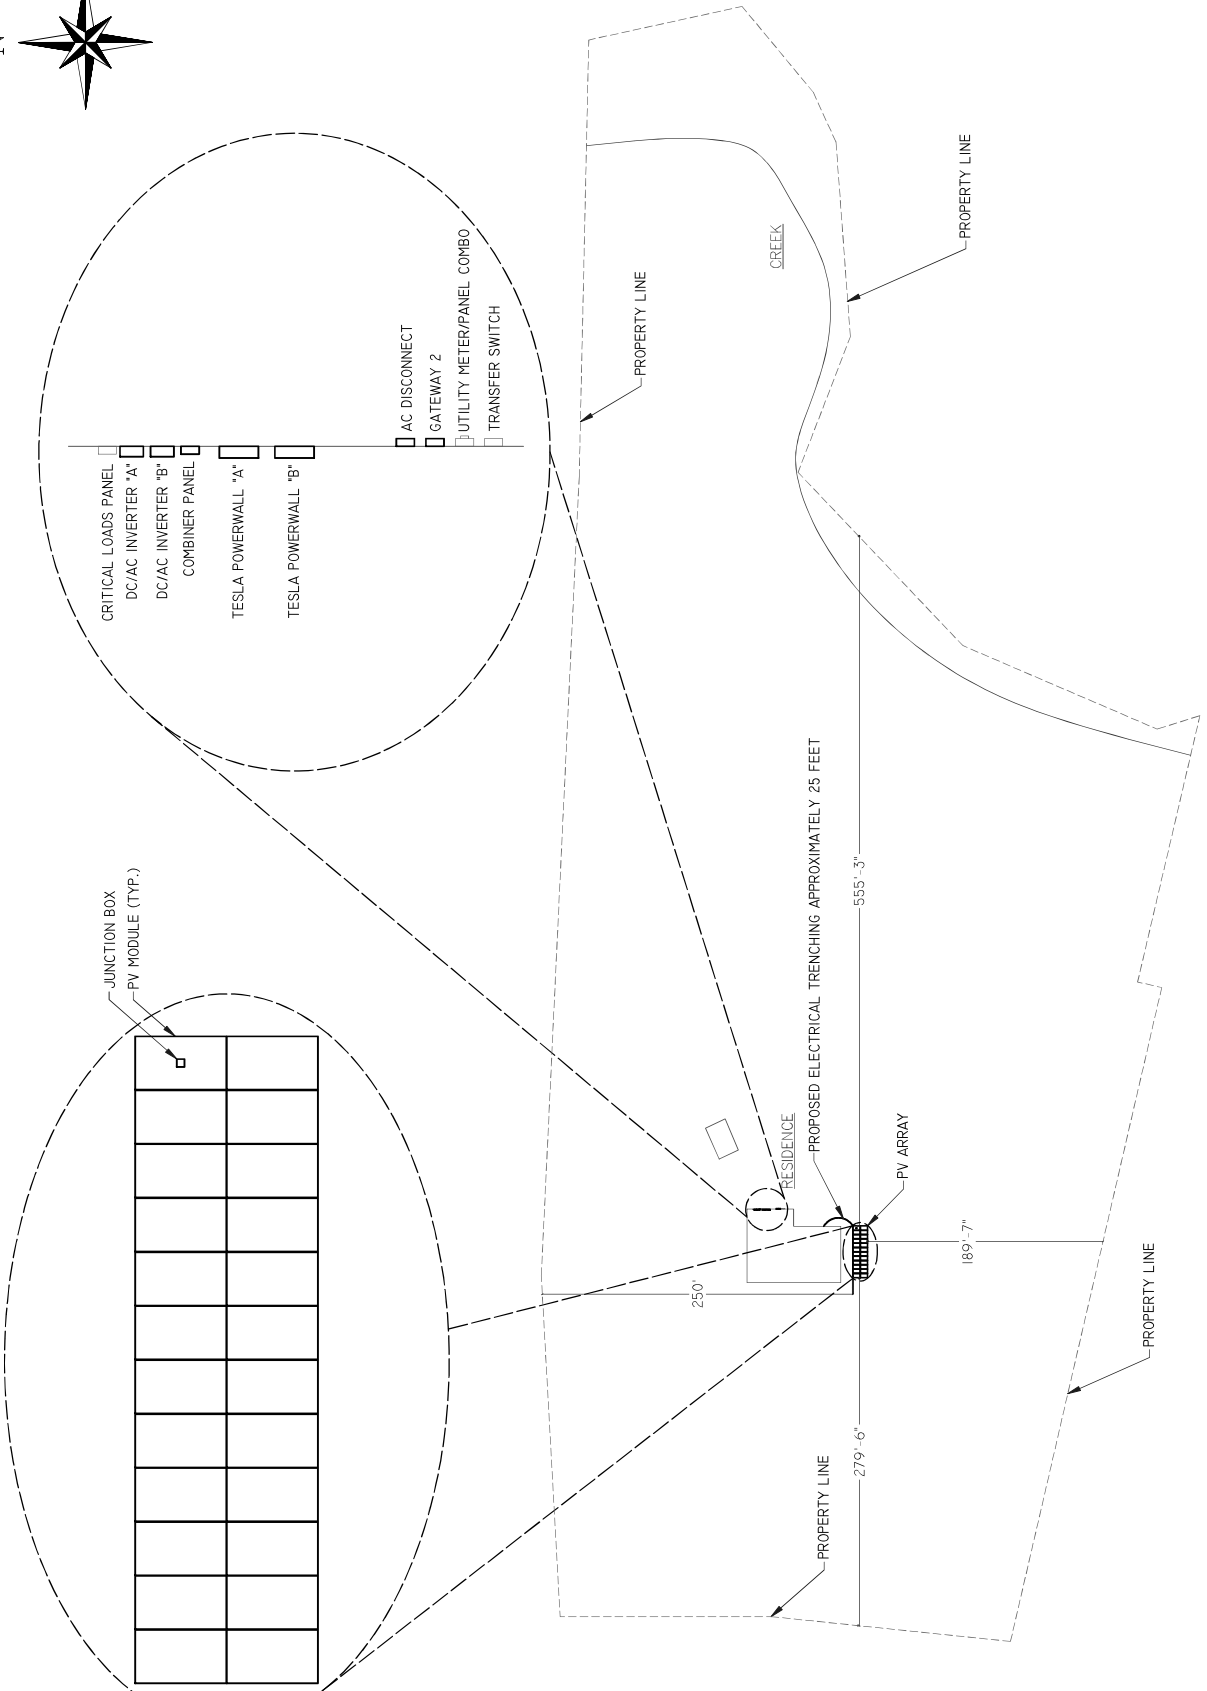 N
CRITICAL LOADS PANEL
DC/AC INVERTER "A"
DC/AC INVERTER "B"
COMBINER PANEL
TESLA POWERWALL "A"
TESLA POWERWALL "B"
AC DISCONNECT
GATEWAY 2
UTILITY METER/PANEL COMBO
TRANSFER SWITCH
JUNCTION BOX
PV MODULE (TYP.)
PROPERTY LINE
CREEK
PROPERTY LINE
250'
RESIDENCE
PROPOSED ELECTRICAL TRENCHING APPROXIMATELY 25 FEET
PROPERTY LINE
279'-6"
555'-3"
PV ARRAY
189'-7"
PROPERTY LINE